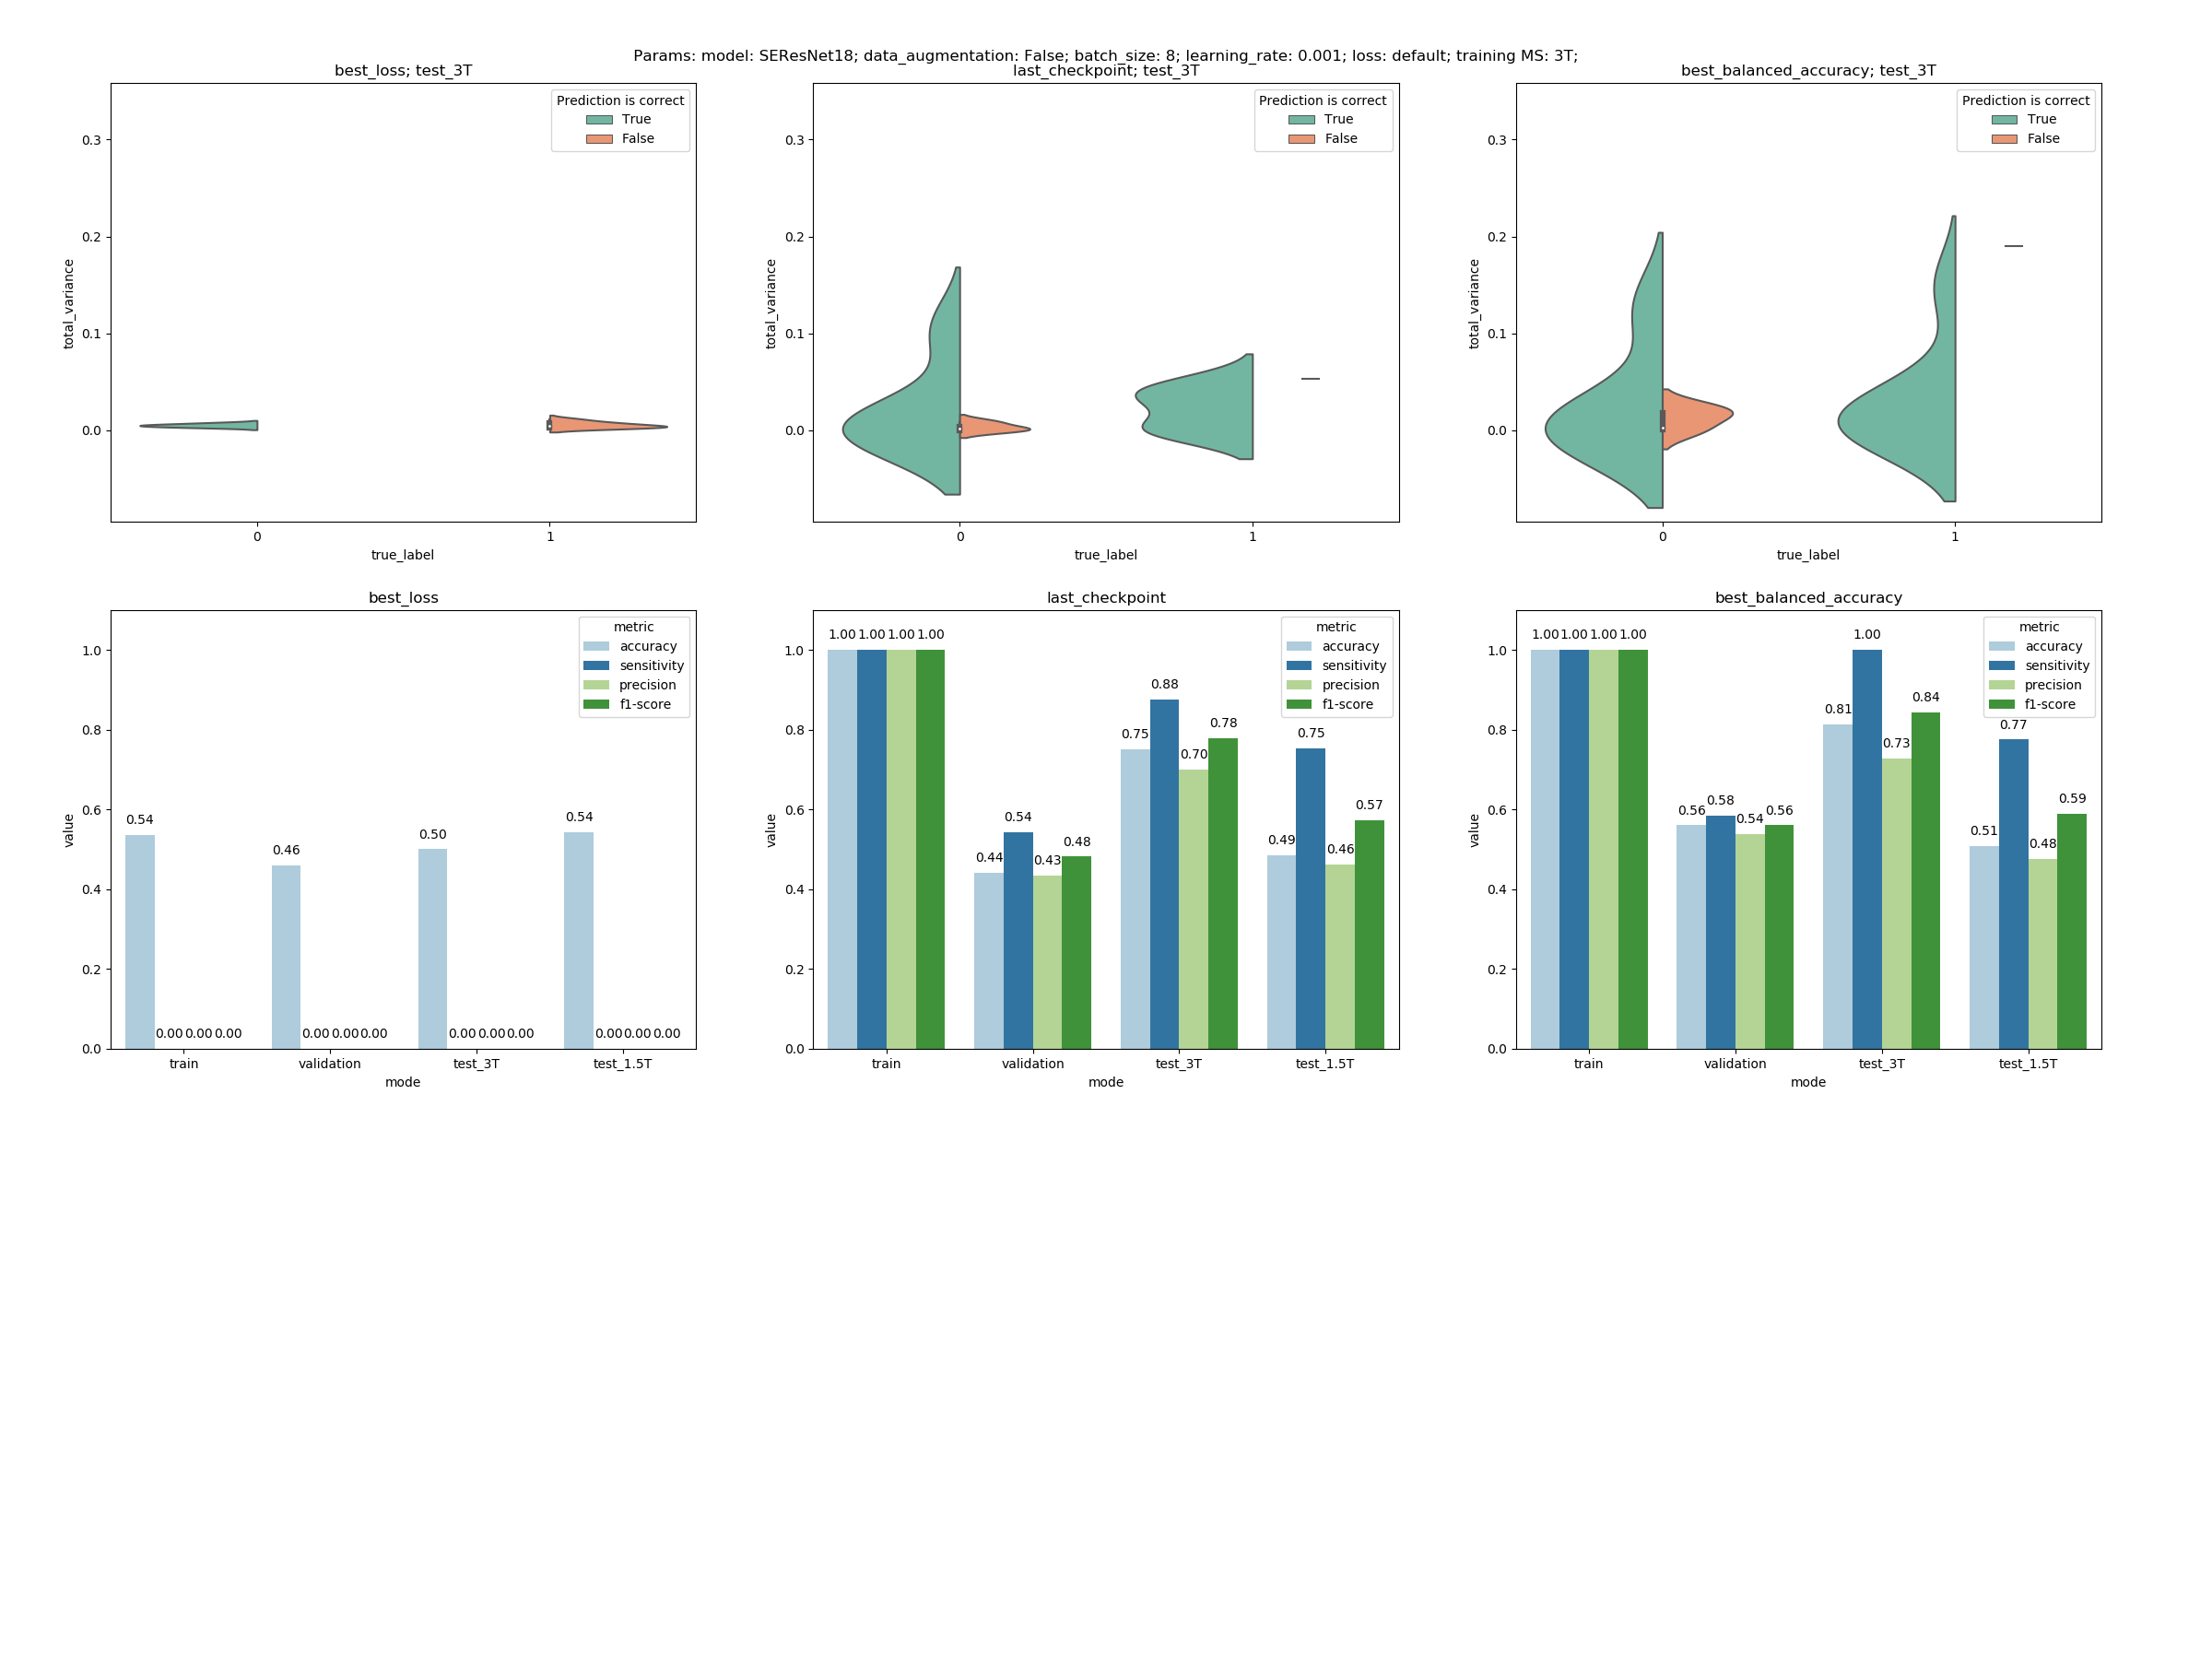 Params: model: SEResNet18; data_augmentation: False; batch_size: 8; learning_rate: 0.001; loss: default; training MS: 3T;
best_loss; test_3T
Prediction is correct
True
False
0.3
0.2
0.1
0.0
total_variance
0
1
true_label
last_checkpoint; test_3T
Prediction is correct
True
False
0.3
0.2
0.1
0.0
total_variance
0
1
true_label
best_balanced_accuracy; test_3T
Prediction is correct
True
False
0.3
0.2
0.1
0.0
total_variance
0
1
true_label
best_loss
metric
accuracy
sensitivity
precision
f1-score
1.0
0.8
0.6
0.4
0.2
0.0
value
0.54
0.00 0.00 0.00
0.46
0.00 0.00 0.00
0.50
0.00 0.00 0.00
0.54
0.00 0.00 0.00
train
validation
test_3T
test_1.5T
mode
last_checkpoint
metric
accuracy
sensitivity
precision
f1-score
1.0
0.8
0.6
0.4
0.2
0.0
value
1.00 1.00 1.00 1.00
0.44
0.54
0.43
0.48
0.75
0.88
0.70
0.78
0.49
0.75
0.46
0.57
train
validation
test_3T
test_1.5T
mode
best_balanced_accuracy
metric
accuracy
sensitivity
precision
f1-score
1.0
0.8
0.6
0.4
0.2
0.0
value
1.00 1.00 1.00 1.00
0.56
0.58
0.54
0.56
0.81
1.00
0.73
0.84
0.51
0.77
0.48
0.59
train
validation
test_3T
test_1.5T
mode